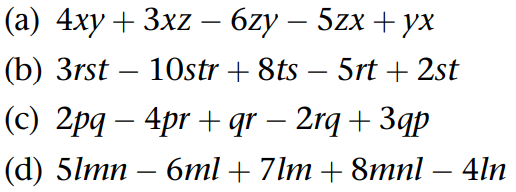 (a) 4xy + 3xz − 6zy − 5zx + yx
(b) 3rst − 10str + 8ts − 5rt + 2st
(c) 2pq − 4pr + qr − 2rq + 3qp
(d) 5lmn − 6ml + 7lm + 8mnl − 4ln